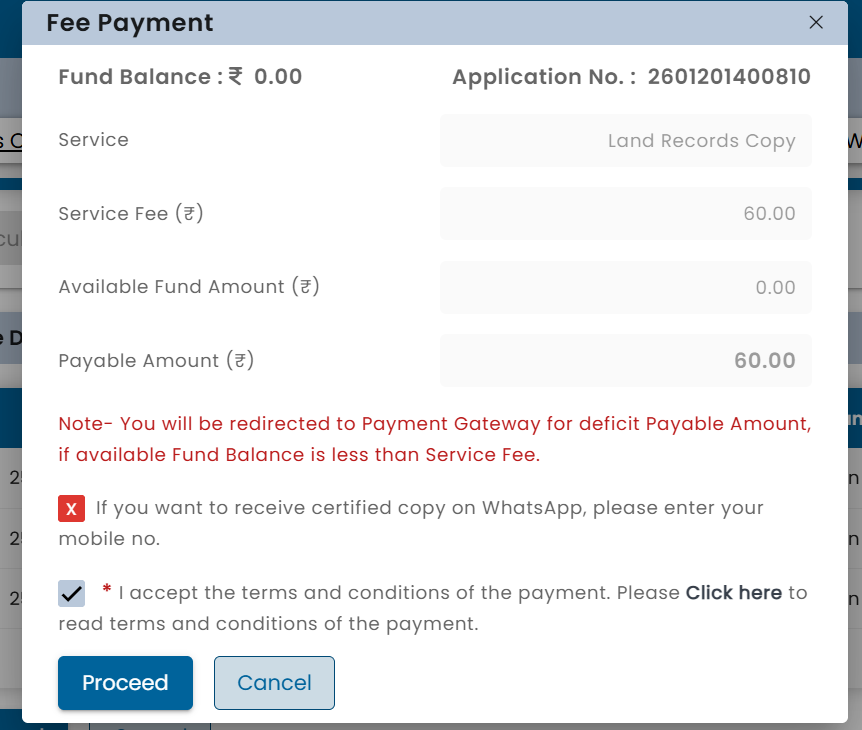 Fee Payment
Fund Balance : ₹ 0.00
Application No. : 2601201400810
Service
Land Records Copy
Service Fee (₹)
60.00
Available Fund Amount (₹)
0.00
Payable Amount (₹)
60.00
Note- You will be redirected to Payment Gateway for deficit Payable Amount,
if available Fund Balance is less than Service Fee.
X If you want to receive certified copy on WhatsApp, please enter your
mobile no.
* I accept the terms and conditions of the payment. Please Click here to
read terms and conditions of the payment.
Proceed
Cancel